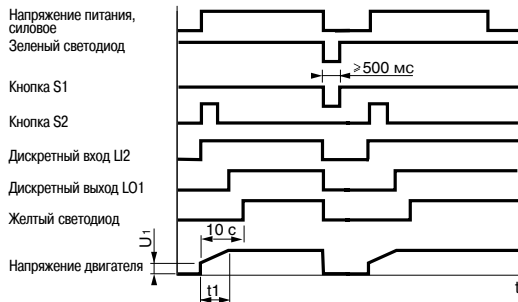 Напряжение питания,
силовое
Зеленый светодиод
≥500 мс
Кнопка S1
Кнопка S2
Дискретный вход LI2
Дискретный выход LO1
Желтый светодиод
10 с
U1
Напряжение двигателя
t
t1